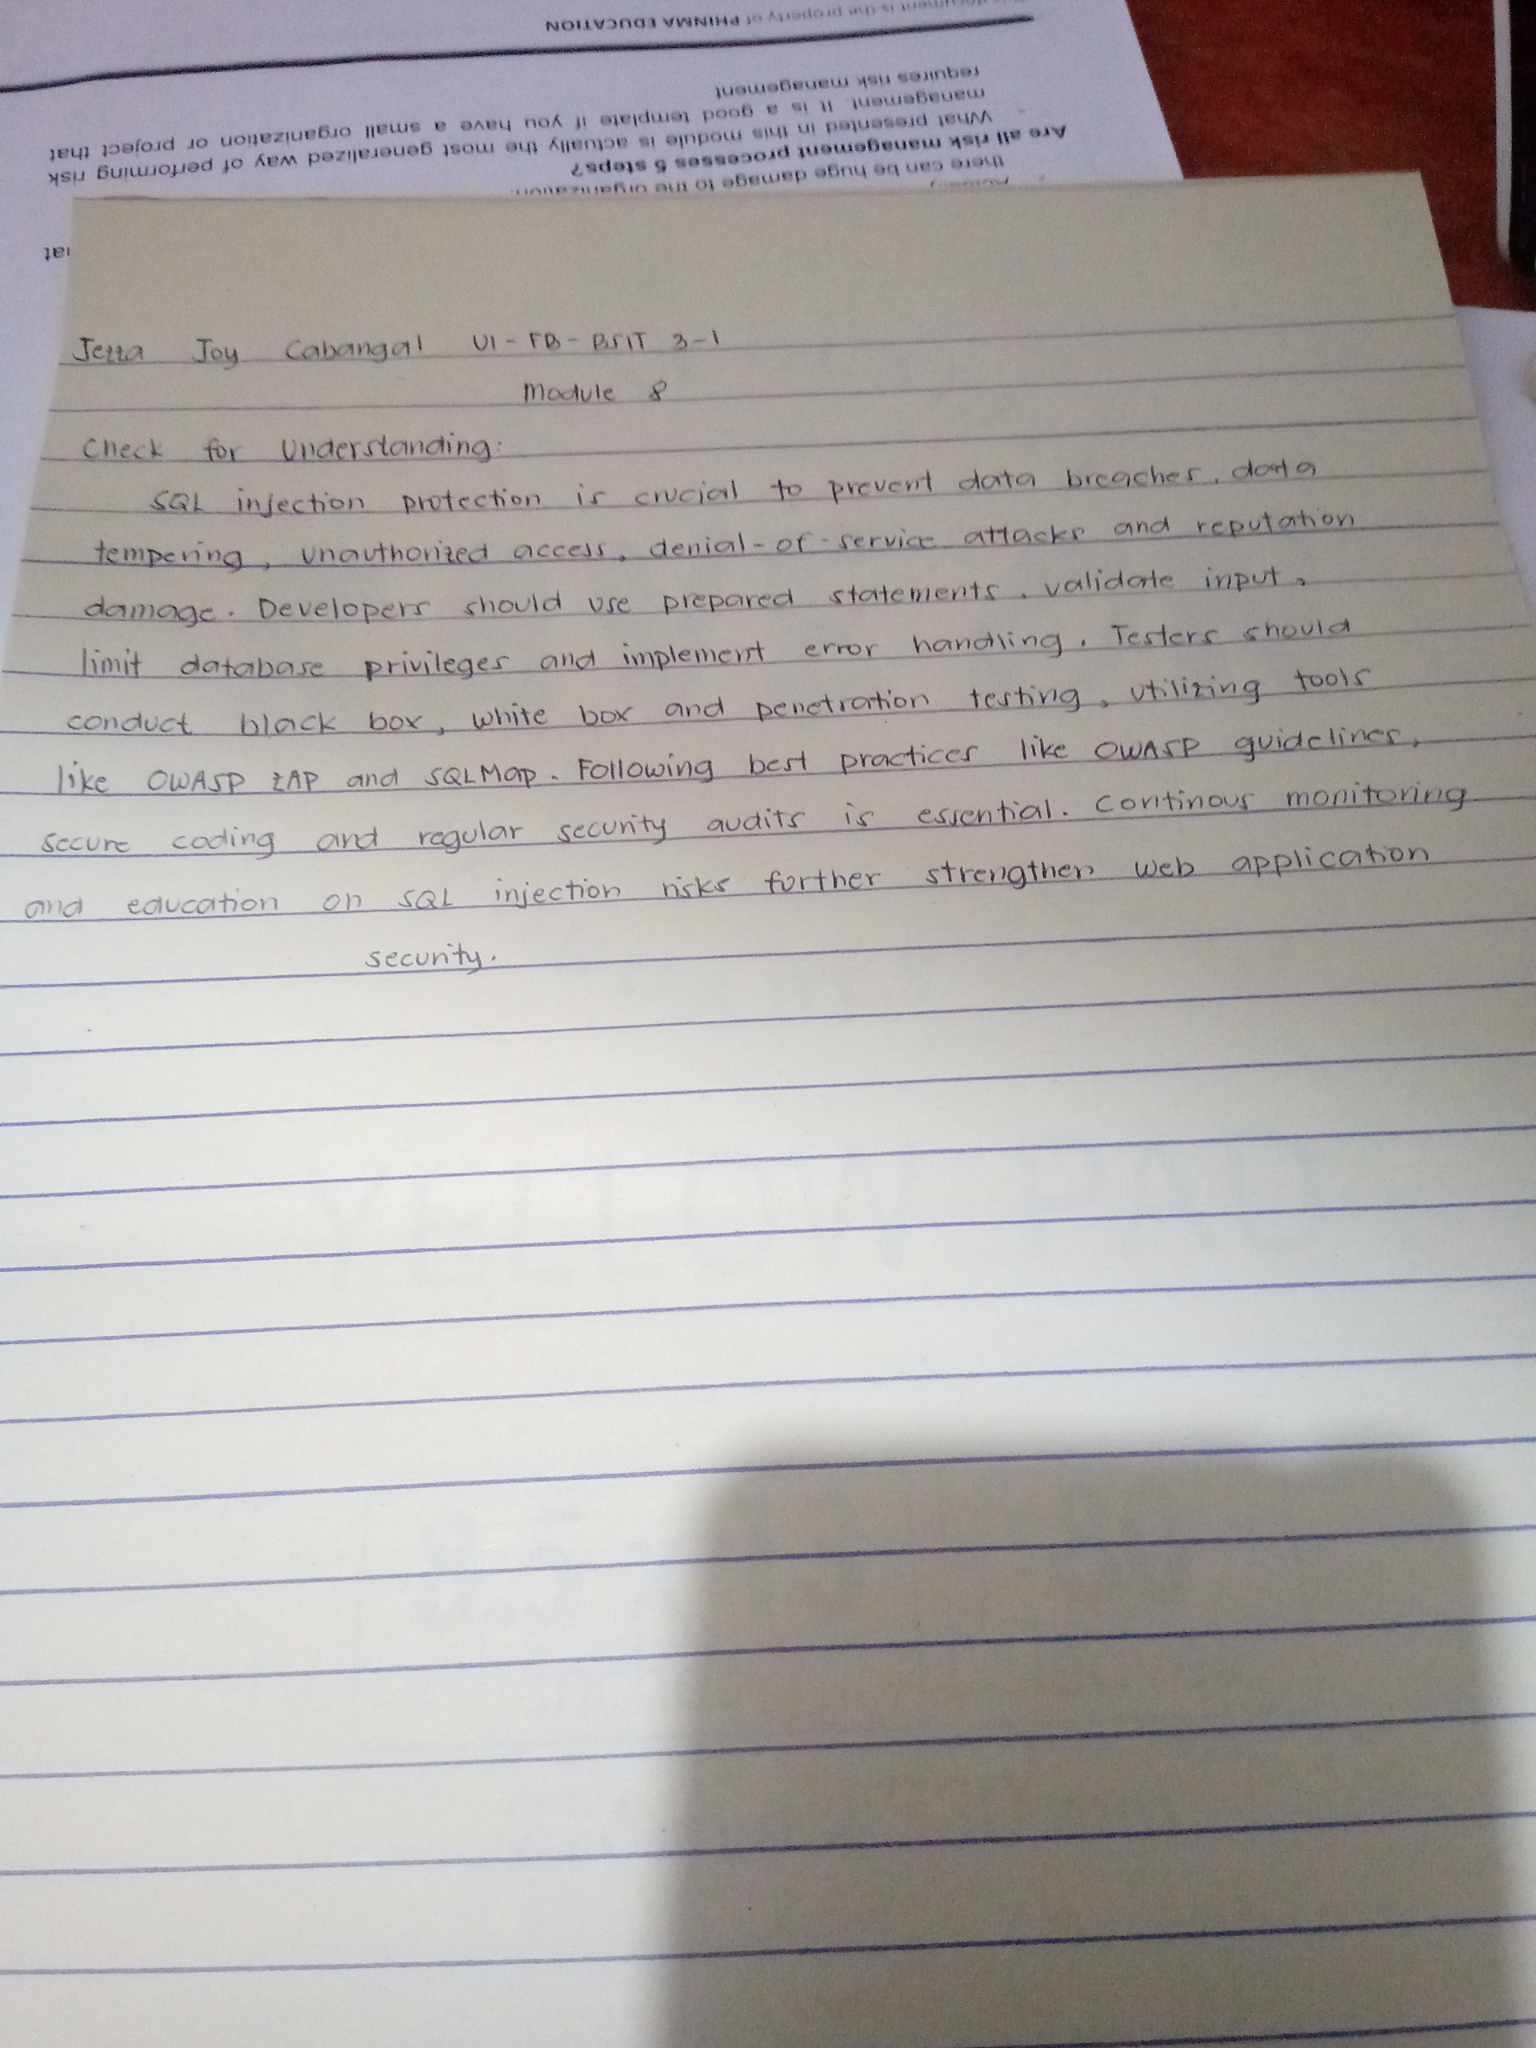 document is the property of PHINMA EDUCATION
requires risk management
management. It is a good template if you have a small organization or project that
What presented in this module is actually the most generalized way of performing risk
Are all risk management processes 5 steps?
there can be huge damage to the organization.
Jezza Joy Cabangal UI-FB-BSIT 3-1
Module 8
Check for Understanding:
SQL injection protection is crucial to prevent data breaches, data
tempering, unauthorized access, denial-of-service attacks and reputation
damage. Developers should use prepared statements, validate input,
limit database privileges and implement error handling. Testers should
conduct black box, white box and penetration testing, utilizing tools
like OWASP ZAP and SQLMap. Following best practices like OWASP guidelines,
secure coding and regular security audits is essential. Continous monitoring
and education on SQL injection risks further strengthen web application
security.